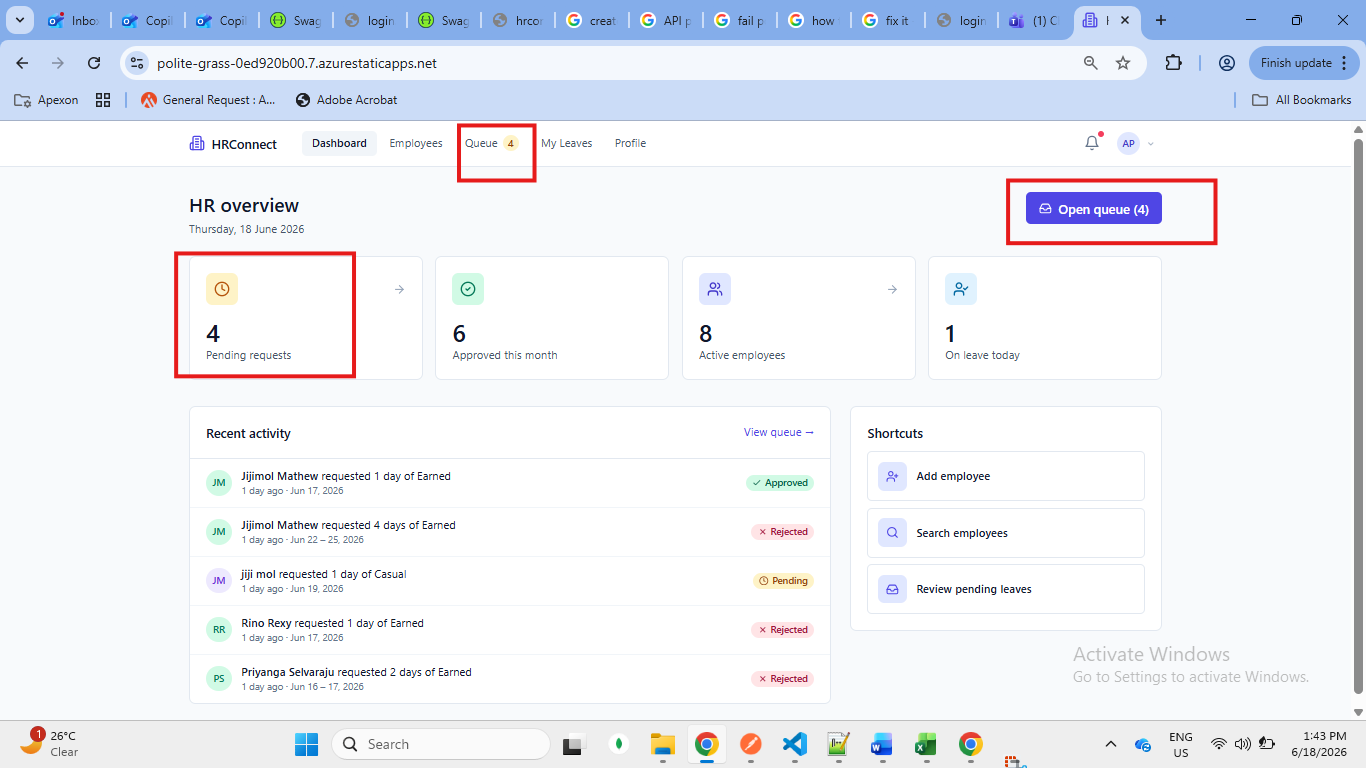 Inbo
Copil
Copil
Swag
login
Swag
hrcor
creat
API p
fail p
how
fix it
login
(1) C
polite-grass-0ed920b00.7.azurestaticapps.net
Finish update
Apexon
General Request : A...
Adobe Acrobat
All Bookmarks
HRConnect
Dashboard
Employees
Queue 4
My Leaves
Profile
AP
HR overview
Thursday, 18 June 2026
Open queue (4)
4
Pending requests
6
Approved this month
8
Active employees
1
On leave today
Recent activity
View queue →
JM
Jijimol Mathew requested 1 day of Earned
1 day ago · Jun 17, 2026
Approved
JM
Jijimol Mathew requested 4 days of Earned
1 day ago · Jun 22 – 25, 2026
Rejected
JM
jiji mol requested 1 day of Casual
1 day ago · Jun 19, 2026
Pending
RR
Rino Rexy requested 1 day of Earned
1 day ago · Jun 17, 2026
Rejected
PS
Priyanga Selvaraju requested 2 days of Earned
1 day ago · Jun 16 – 17, 2026
Rejected
Shortcuts
Add employee
Search employees
Review pending leaves
Activate Windows
Go to Settings to activate Windows.
1
26°C
Clear
Search
ENG
US
1:43 PM
6/18/2026